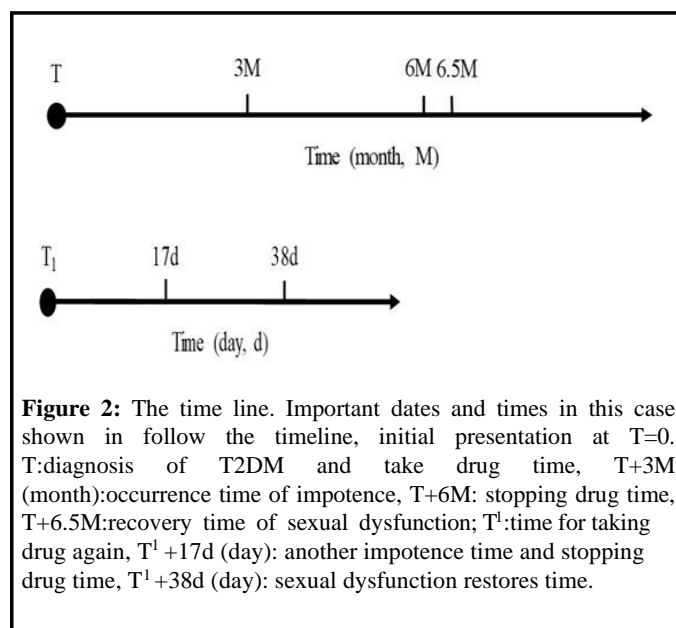 T 3M 6M 6.5M
Time (month, M)
T₁ 17d 38d
Time (day, d)
Figure 2: The time line. Important dates and times in this case
shown in follow the timeline, initial presentation at T=0.
T:diagnosis of T2DM and take drug time, T+3M
(month):occurrence time of impotence, T+6M: stopping drug time,
T+6.5M:recovery time of sexual dysfunction; T¹:time for taking
drug again, T¹ +17d (day): another impotence time and stopping
drug time, T¹ +38d (day): sexual dysfunction restores time.